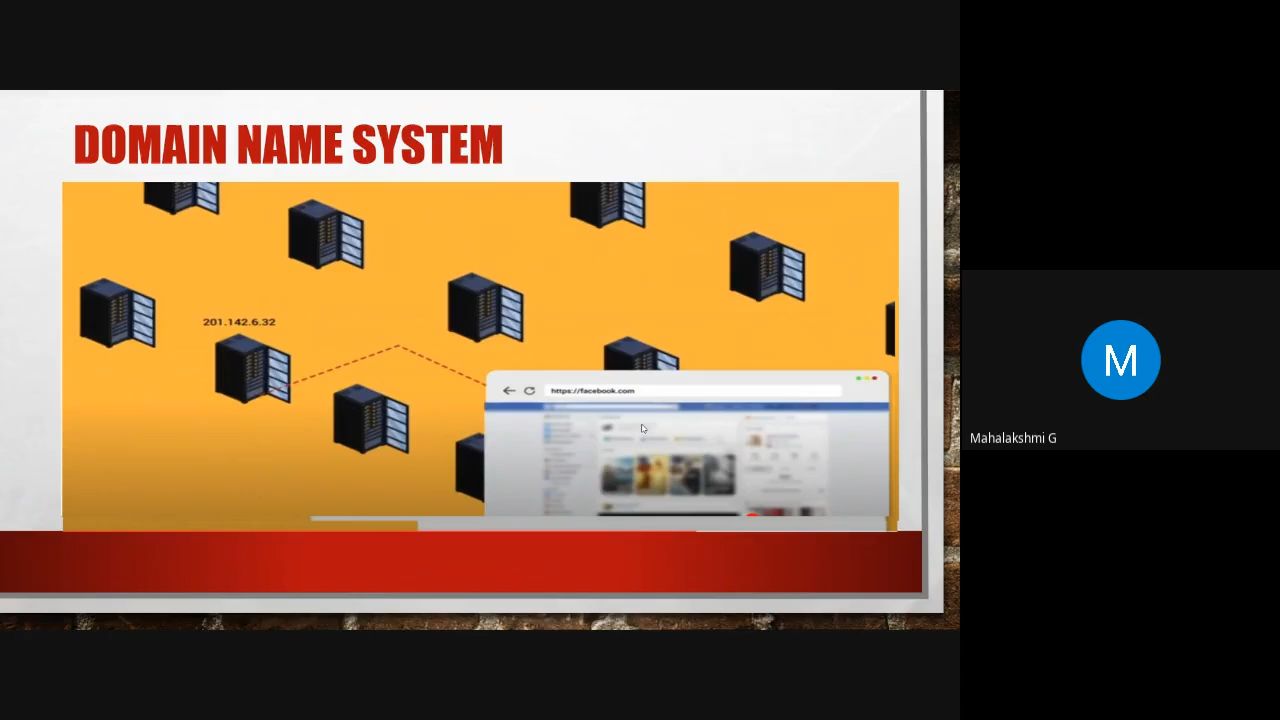 DOMAIN NAME SYSTEM
201.142.6.32
https://facebook.com
M
Mahalakshmi G